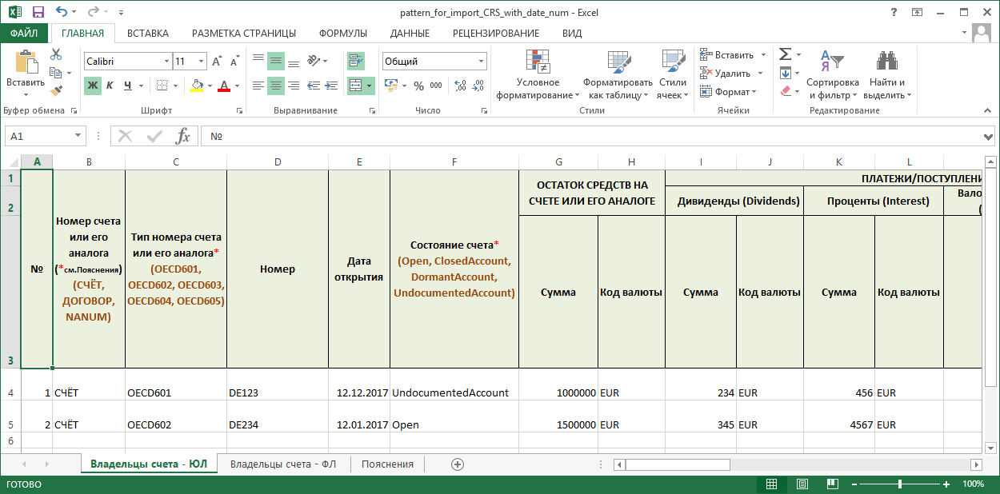 pattern_for_import_CRS_with_date_num - Excel
ФАЙЛ ГЛАВНАЯ ВСТАВКА РАЗМЕТКА СТРАНИЦЫ ФОРМУЛЫ ДАННЫЕ РЕЦЕНЗИРОВАНИЕ ВИД
Вставить
Буфер обмена
Calibri 11
Ж К Ч
Шрифт
Выравнивание
Общий
% 000
Число
Условное
форматирование
Форматировать
как таблицу
Стили
ячеек
Стили
Вставить
Удалить
Формат
Ячейки
Сортировка
и фильтр
Найти и
выделить
Редактирование
A1 fx №
A B C D E F G H I J K L
1 2 3
№
Номер счета
или его
аналога
(*см.Пояснения)
(СЧЁТ,
ДОГОВОР,
NANUM)
Тип номера счета
или его аналога*
(OECD601,
OECD602, OECD603,
OECD604, OECD605)
Номер
Дата
открытия
Состояние счета*
(Open, ClosedAccount,
DormantAccount,
UndocumentedAccount)
ОСТАТОК СРЕДСТВ НА
СЧЕТЕ ИЛИ ЕГО АНАЛОГЕ
Сумма Код валюты
ПЛАТЕЖИ/ПОСТУПЛЕНИ
Дивиденды (Dividends) Проценты (Interest) Вало
(
Сумма Код валюты Сумма Код валюты
4 1 СЧЁТ OECD601 DE123 12.12.2017 UndocumentedAccount 1000000 EUR 234 EUR 456 EUR
5 2 СЧЁТ OECD602 DE234 12.01.2017 Open 1500000 EUR 345 EUR 4567 EUR
6
Владельцы счета - ЮЛ Владельцы счета - ФЛ Пояснения
ГОТОВО 100%